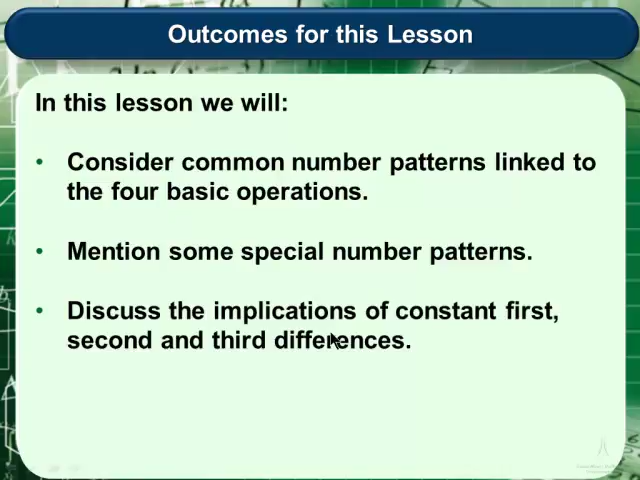 Outcomes for this Lesson
In this lesson we will:
• Consider common number patterns linked to
the four basic operations.
• Mention some special number patterns.
• Discuss the implications of constant first,
second and third differences.